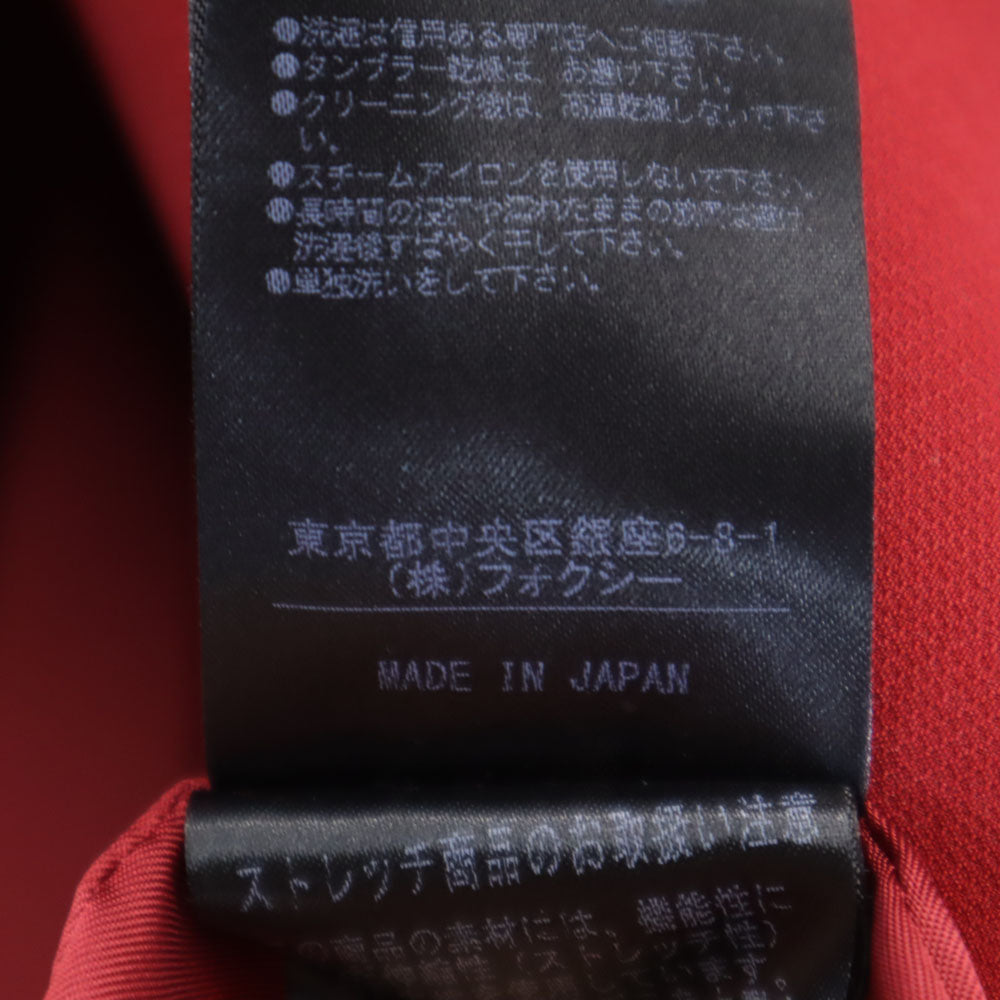 ●洗濯は信用ある専門店へご相談下さい。
●タンブラー乾燥は、お避け下さい。
●クリーニング後は、高温乾燥しないで下さ
い。
●スチームアイロンを使用しないで下さい。
●長時間の浸漬や濡れたままの放置は避け、
洗濯後すばやく干して下さい。
●単独洗いをして下さい。
東京都中央区銀座6-8-1
(株)フォクシー
MADE IN JAPAN
ストレッチ商品のお取扱い注意
の商品の素材には、機能性に
(ストレッチ性)